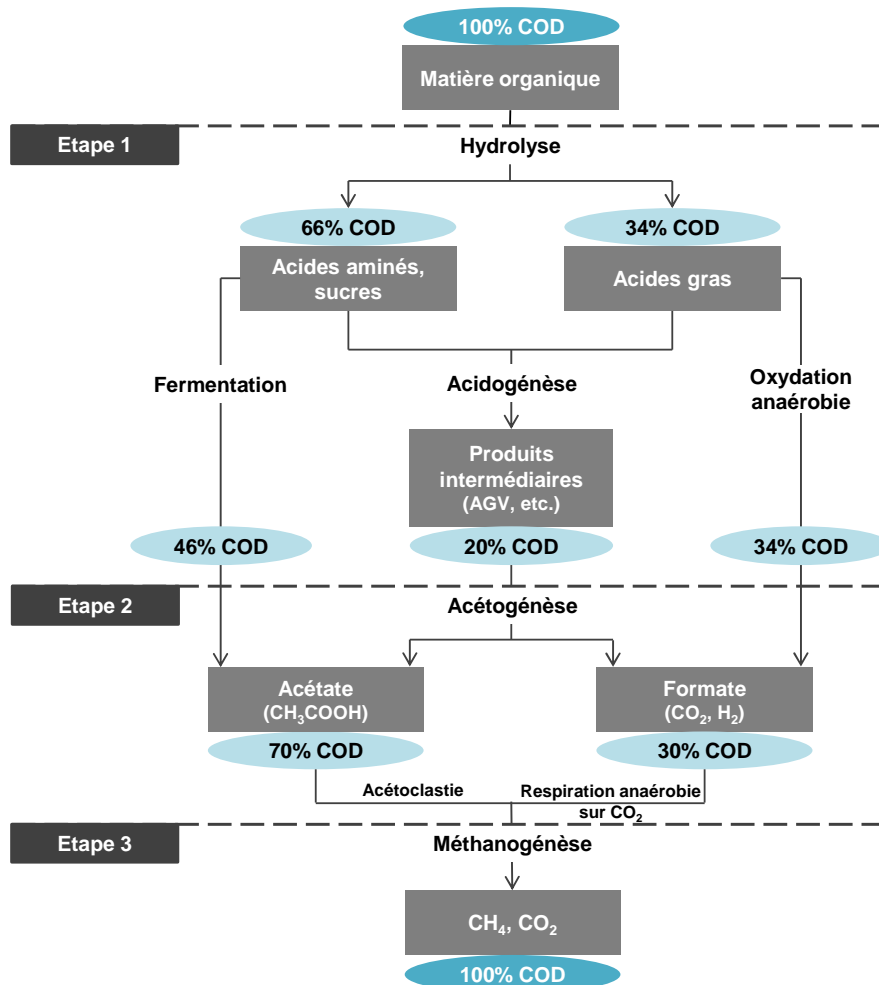 100% COD
Matière organique
Etape 1
Hydrolyse
66% COD
34% COD
Acides aminés,
sucres
Acides gras
Fermentation
Acidogénèse
Oxydation
anaérobie
Produits
intermédiaires
(AGV, etc.)
46% COD
20% COD
34% COD
Etape 2
Acétogénèse
Acétate
(CH₃COOH)
Formate
(CO₂, H₂)
70% COD
30% COD
Acétoclastie
Respiration anaérobie
sur CO₂
Etape 3
Méthanogénèse
CH₄, CO₂
100% COD